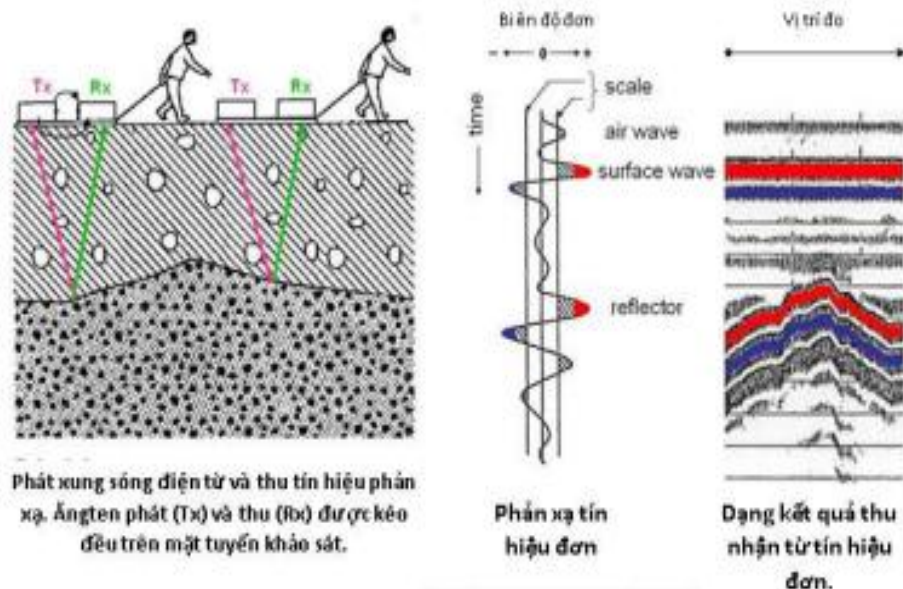 Tx
Rx
Tx
Rx
Phát xung sóng điện từ và thu tín hiệu phản
xạ. Ăngten phát (Tx) và thu (Rx) được kéo
đều trên mặt tuyến khảo sát.
Biên độ đơn
- 0 +
time
scale
air wave
surface wave
reflector
Phản xạ tín
hiệu đơn
Vị trí đo
Dạng kết quả thu
nhận từ tín hiệu
đơn.